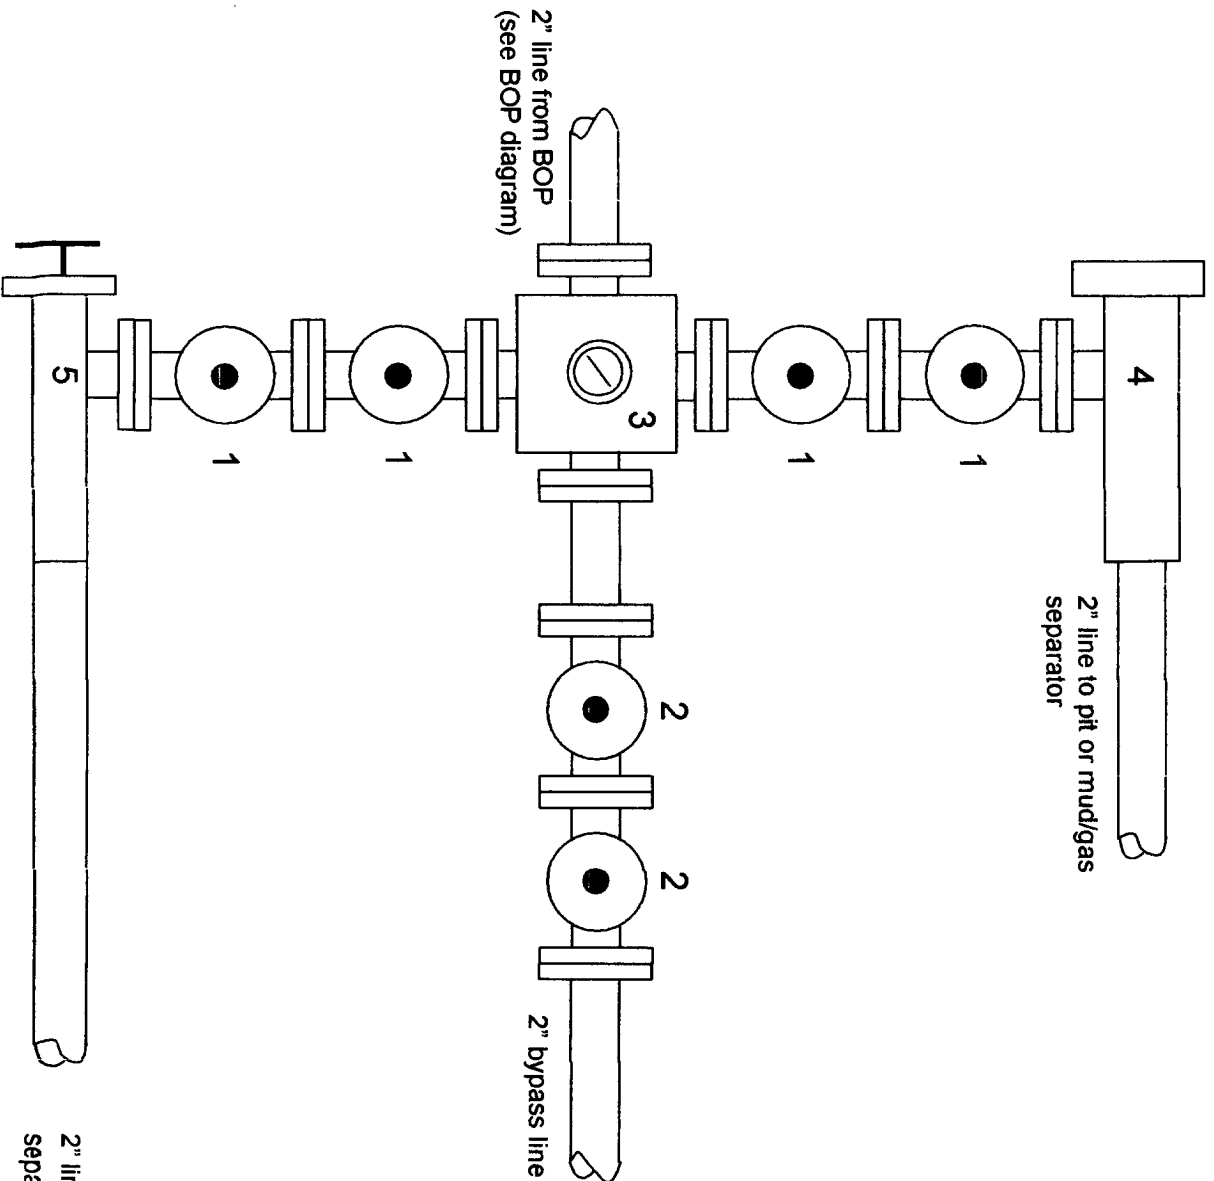 2" line from BOP
(see BOP diagram)
4
2" line to pit or mud/gas
separator
1
1
3
1
1
5
2
2
2" bypass line
2"